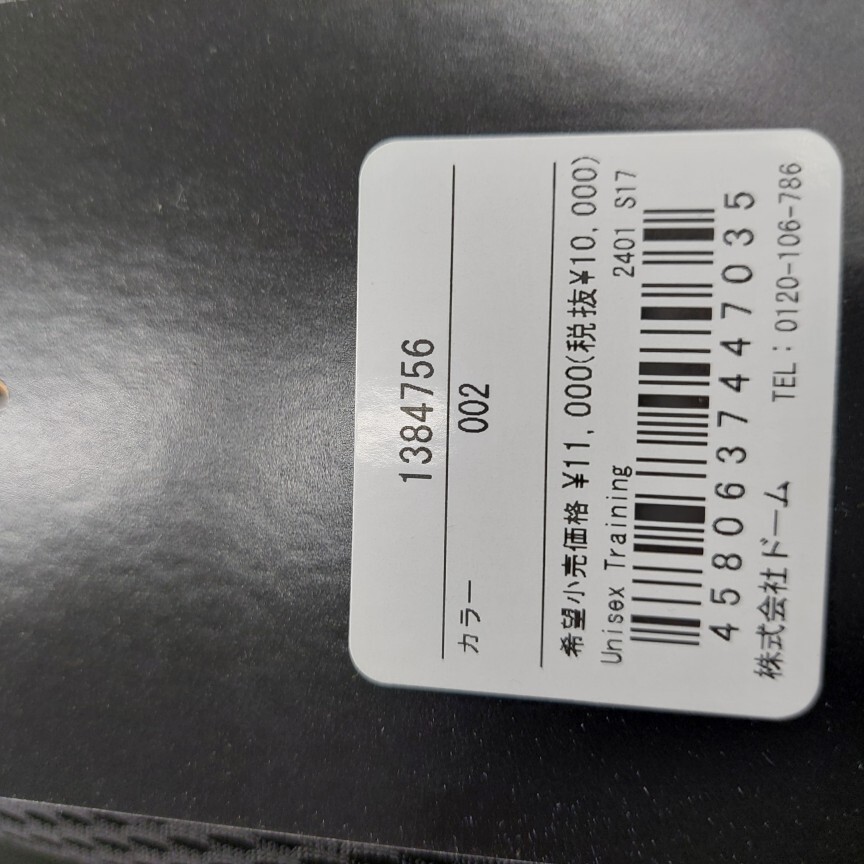 1384756
カラー 002
希望小売価格 ¥11,000(税抜¥10,000)
Unisex Training 2401 S17
4580637447035
株式会社ドーム TEL:0120-106-786